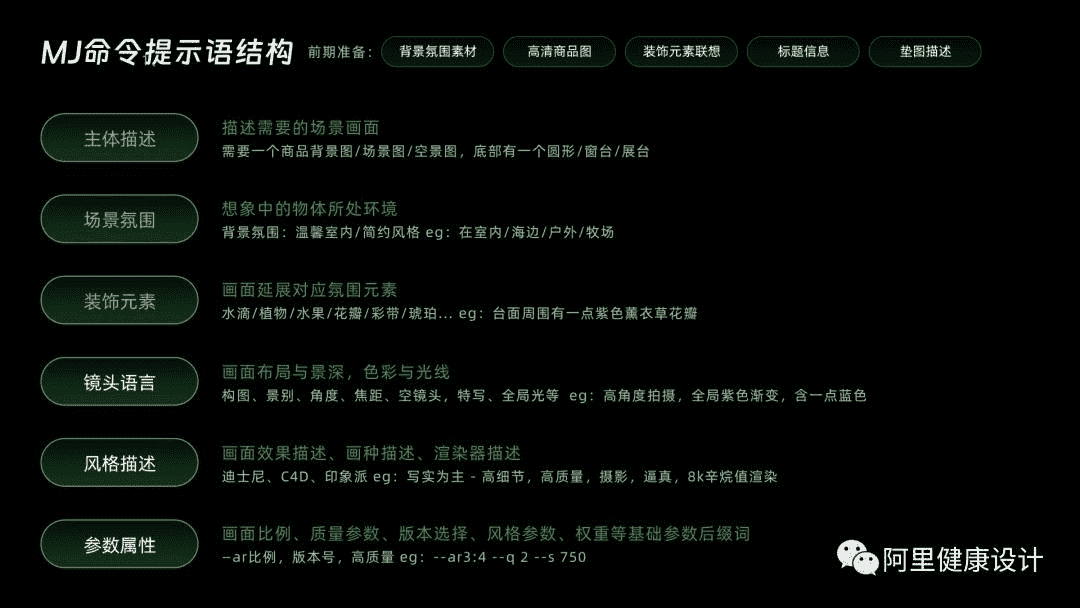 MJ命令提示语结构 前期准备： 背景氛围素材 高清商品图 装饰元素联想 标题信息 垫图描述
主体描述
描述需要的场景画面
需要一个商品背景图/场景图/空景图，底部有一个圆形/窗台/展台
场景氛围
想象中的物体所处环境
背景氛围：温馨室内/简约风格 eg：在室内/海边/户外/牧场
装饰元素
画面延展对应氛围元素
水滴/植物/水果/花瓣/彩带/琥珀... eg：台面周围有一点紫色薰衣草花瓣
镜头语言
画面布局与景深，色彩与光线
构图、景别、角度、焦距、空镜头，特写、全局光等 eg：高角度拍摄，全局紫色渐变，含一点蓝色
风格描述
画面效果描述、画种描述、渲染器描述
迪士尼、C4D、印象派 eg：写实为主 - 高细节，高质量，摄影，逼真，8k辛烷值渲染
参数属性
画面比例、质量参数、版本选择、风格参数、权重等基础参数后缀词
--ar比例，版本号，高质量 eg：--ar3:4 --q 2 --s 750
阿里健康设计